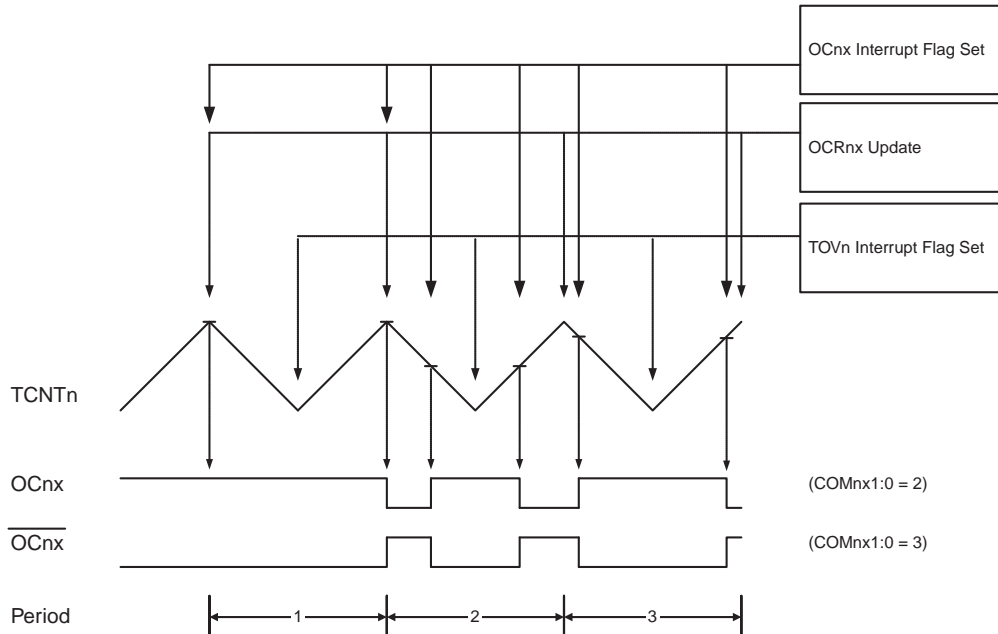 OCnx Interrupt Flag Set
OCRnx Update
TOVn Interrupt Flag Set
TCNTn
OCnx
(COMnx1:0 = 2)
OCnx
(COMnx1:0 = 3)
Period
1
2
3